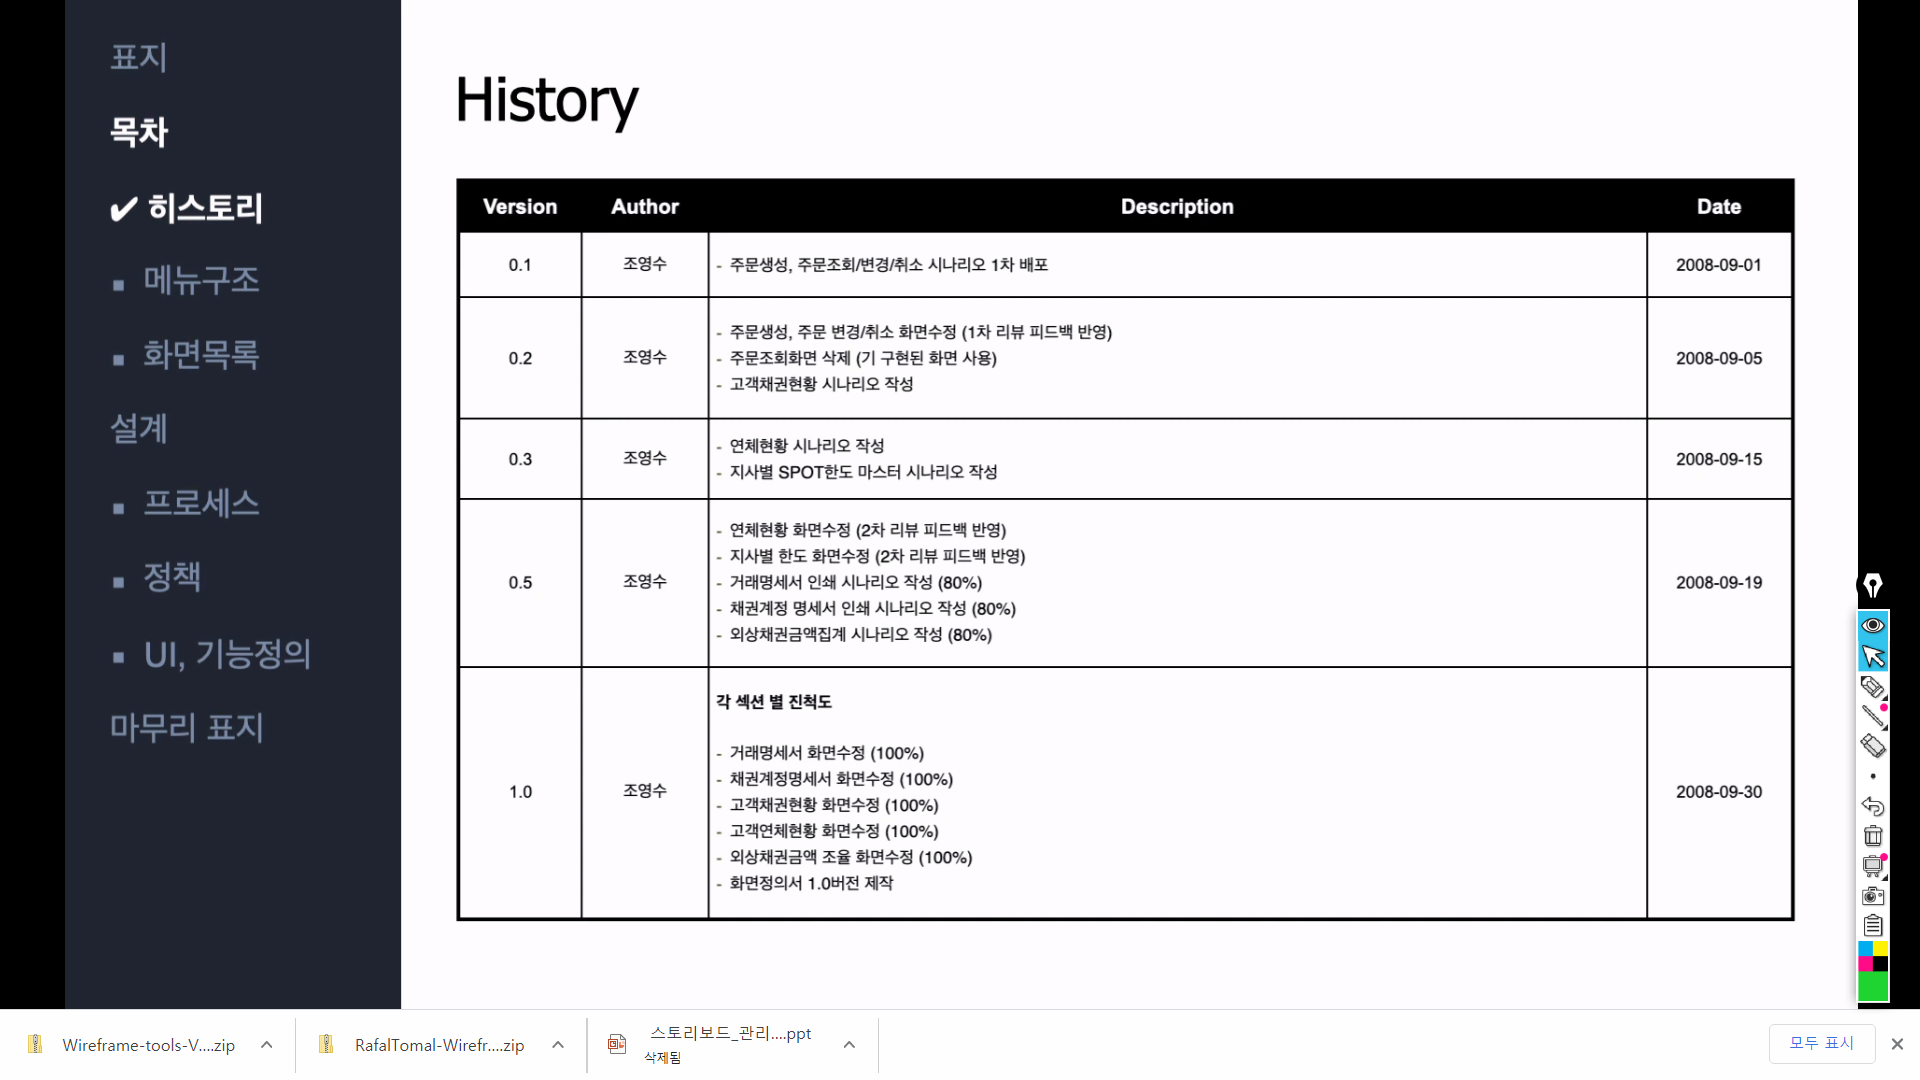 표지
목차
✔ 히스토리
▪ 메뉴구조
▪ 화면목록
설계
▪ 프로세스
▪ 정책
▪ UI, 기능정의
마무리 표지
History
Version Author Description Date
0.1 조영수 - 주문생성, 주문조회/변경/취소 시나리오 1차 배포 2008-09-01
0.2 조영수 2008-09-05
- 주문생성, 주문 변경/취소 화면수정 (1차 리뷰 피드백 반영)
- 주문조회화면 삭제 (기 구현된 화면 사용)
- 고객채권현황 시나리오 작성
0.3 조영수 2008-09-15
- 연체현황 시나리오 작성
- 지사별 SPOT한도 마스터 시나리오 작성
0.5 조영수 2008-09-19
- 연체현황 화면수정 (2차 리뷰 피드백 반영)
- 지사별 한도 화면수정 (2차 리뷰 피드백 반영)
- 거래명세서 인쇄 시나리오 작성 (80%)
- 채권계정 명세서 인쇄 시나리오 작성 (80%)
- 외상채권금액집계 시나리오 작성 (80%)
1.0 조영수 2008-09-30
각 섹션 별 진척도
- 거래명세서 화면수정 (100%)
- 채권계정명세서 화면수정 (100%)
- 고객채권현황 화면수정 (100%)
- 고객연체현황 화면수정 (100%)
- 외상채권금액 조율 화면수정 (100%)
- 화면정의서 1.0버전 제작
Wireframe-tools-V....zip
RafalTomal-Wirefr....zip
스토리보드_관리....ppt
삭제됨
모두 표시